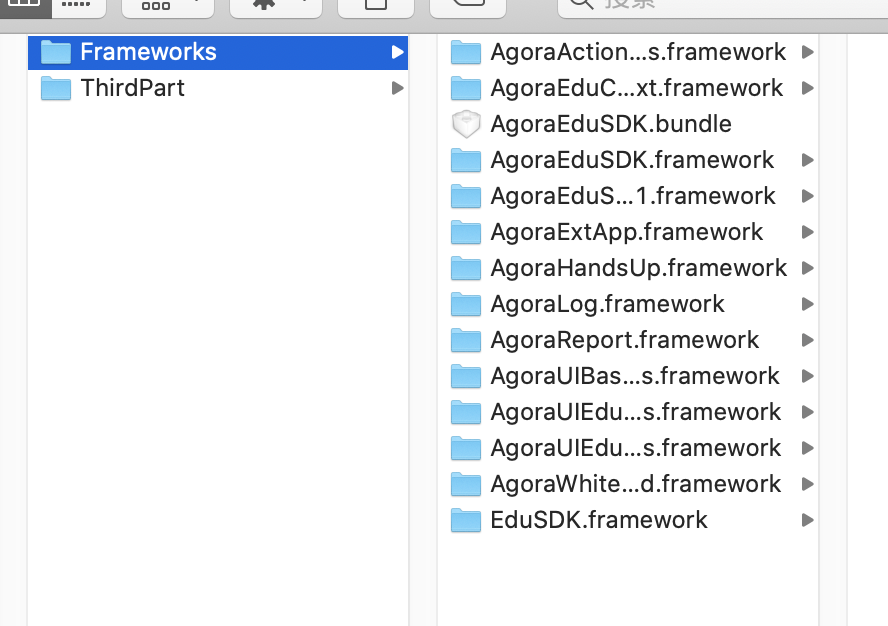 搜索
Frameworks
ThirdPart
AgoraAction...s.framework
AgoraEduC...xt.framework
AgoraEduSDK.bundle
AgoraEduSDK.framework
AgoraEduS...1.framework
AgoraExtApp.framework
AgoraHandsUp.framework
AgoraLog.framework
AgoraReport.framework
AgoraUIBas...s.framework
AgoraUIEdu...s.framework
AgoraUIEdu...s.framework
AgoraWhite...d.framework
EduSDK.framework